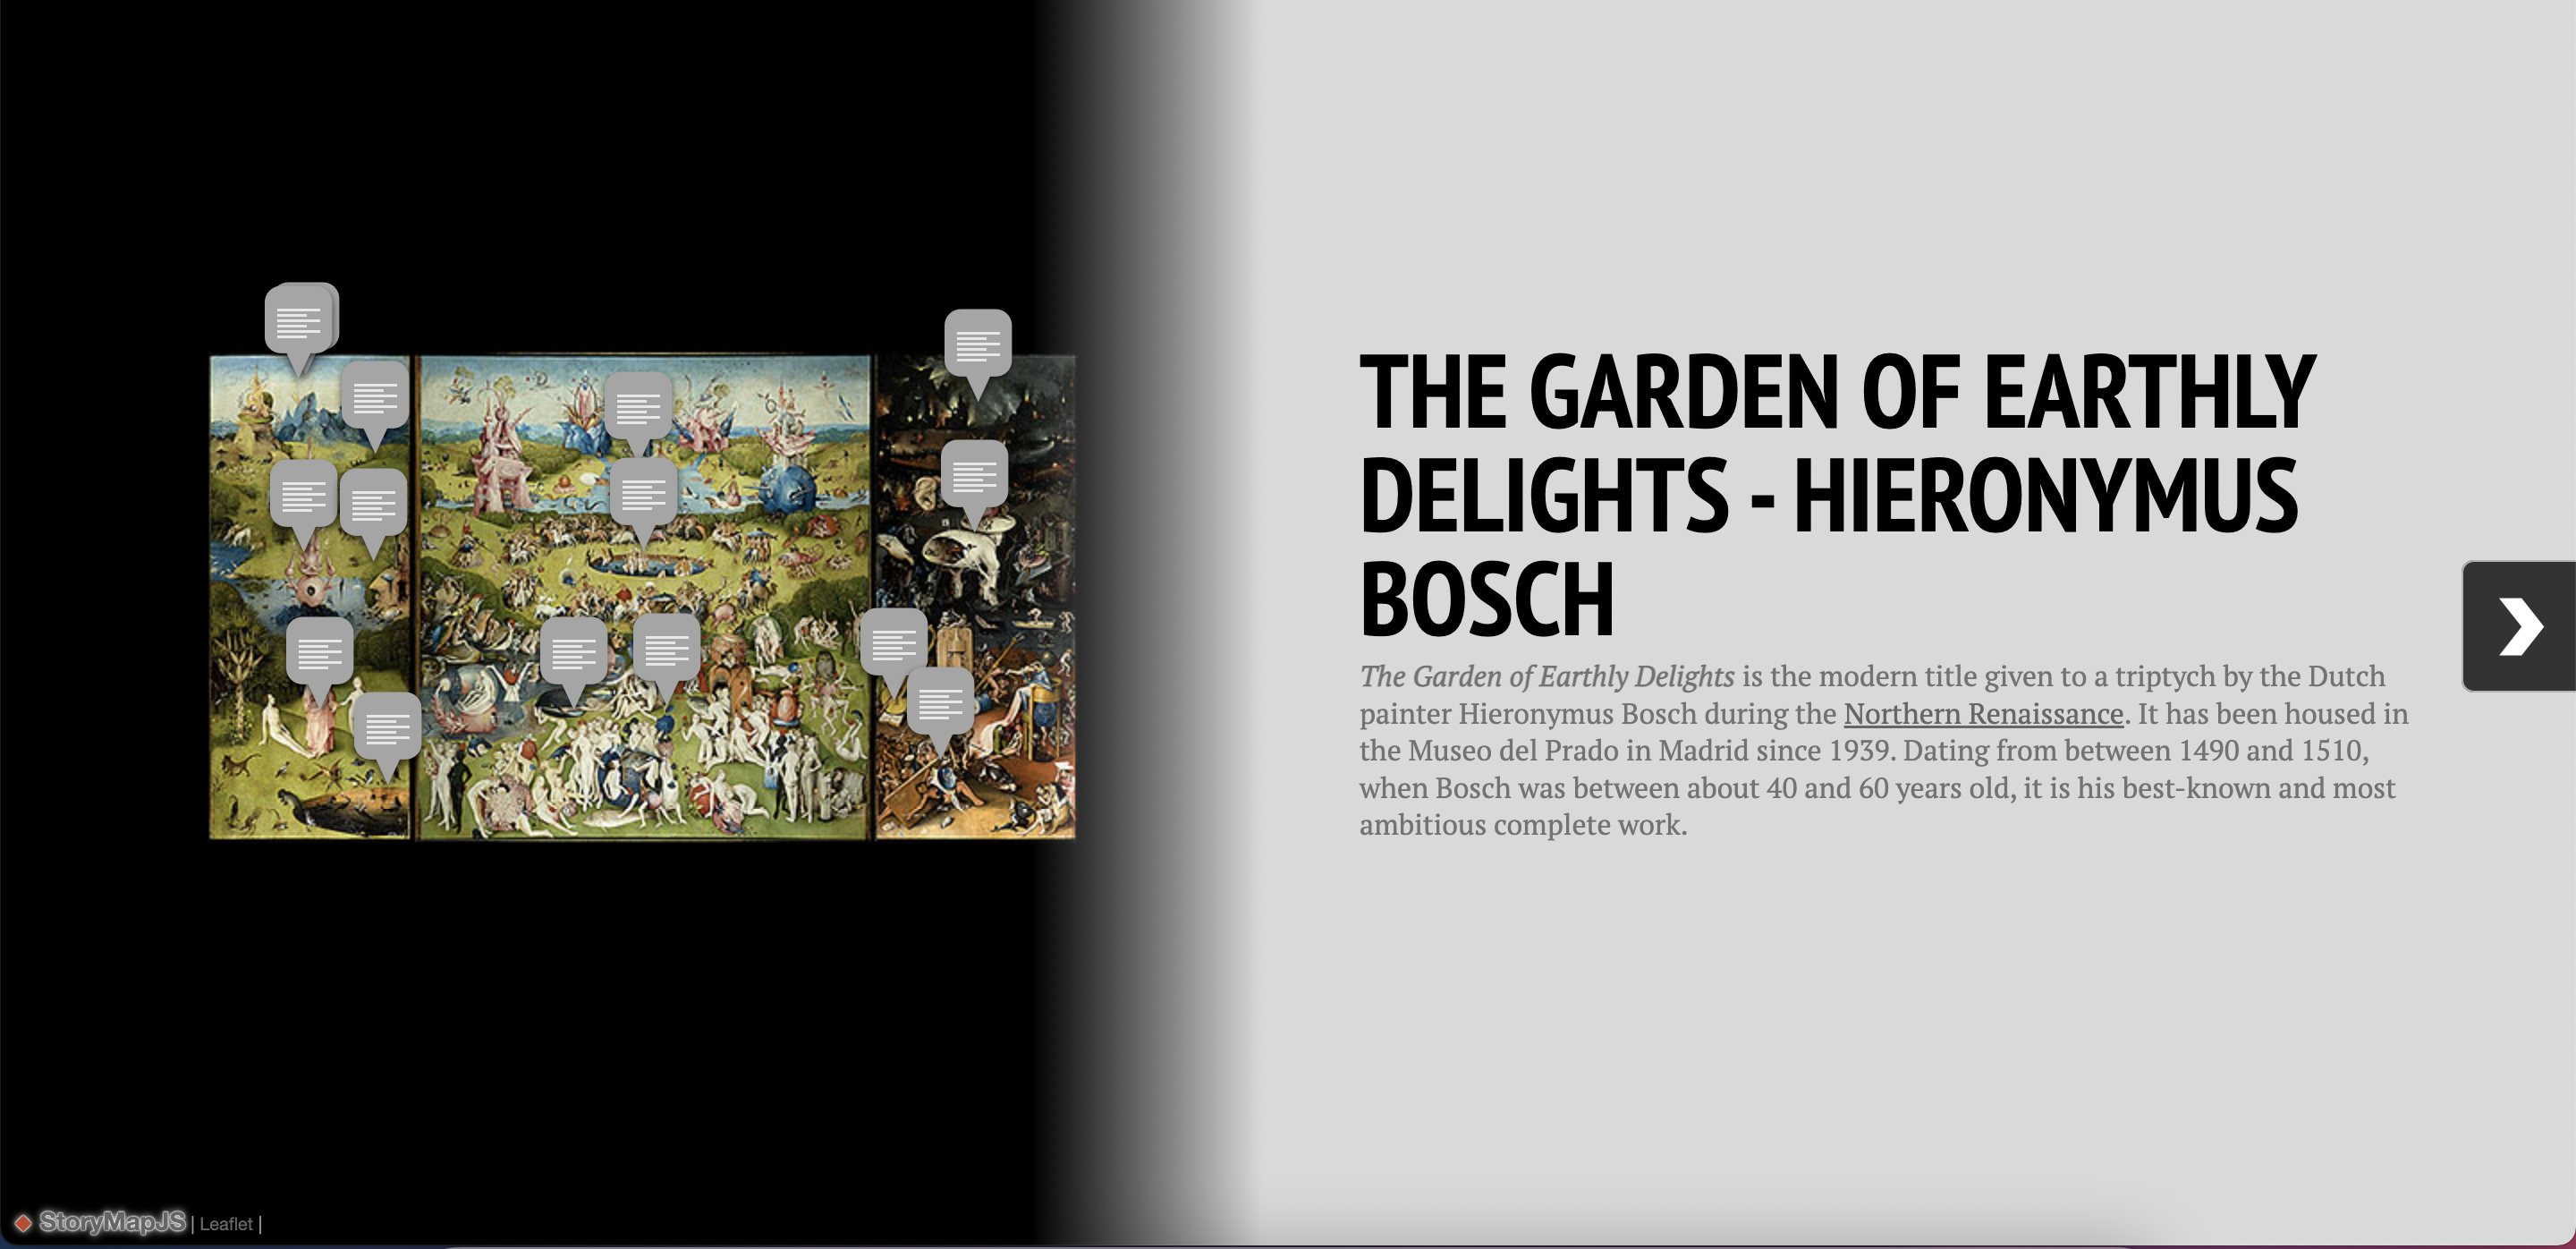 THE GARDEN OF EARTHLY
DELIGHTS - HIERONYMUS
BOSCH
The Garden of Earthly Delights is the modern title given to a triptych by the Dutch
painter Hieronymus Bosch during the Northern Renaissance. It has been housed in
the Museo del Prado in Madrid since 1939. Dating from between 1490 and 1510,
when Bosch was between about 40 and 60 years old, it is his best-known and most
ambitious complete work.
StoryMapJS | Leaflet |